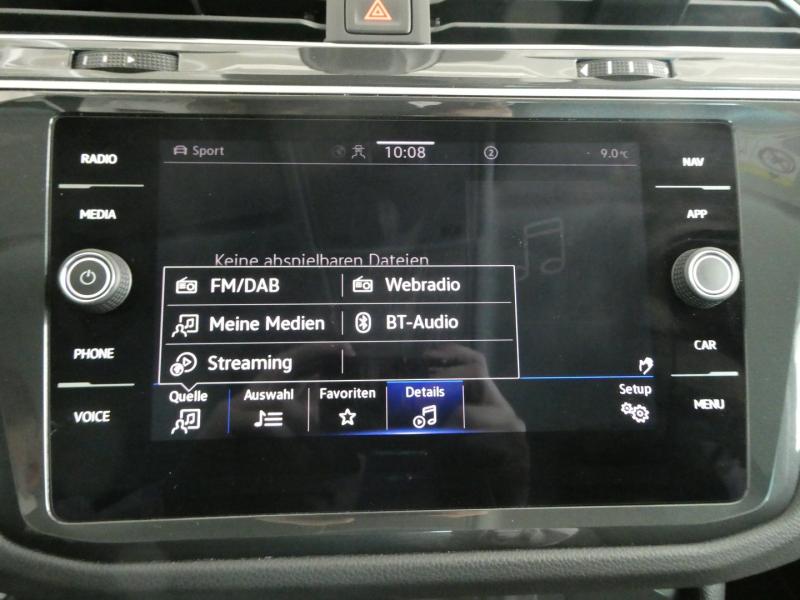 RADIO
MEDIA
PHONE
VOICE
Sport
10:08
2
- 9.0°C
Keine abspielbaren Dateien
FM/DAB
Webradio
Meine Medien
BT-Audio
Streaming
Quelle
Auswahl
Favoriten
Details
Setup
NAV
APP
CAR
MENU